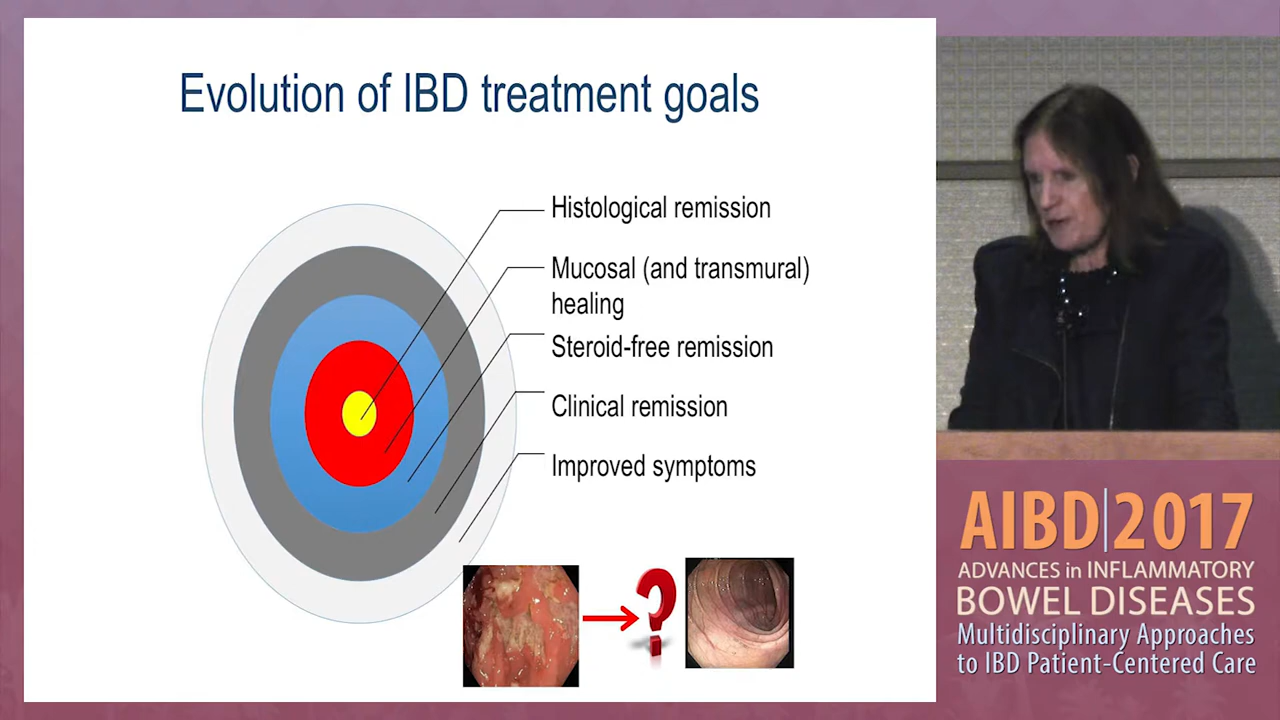 Evolution of IBD treatment goals
Histological remission
Mucosal (and transmural)
healing
Steroid-free remission
Clinical remission
Improved symptoms
?
AIBD|2017
ADVANCES in INFLAMMATORY
BOWEL DISEASES
Multidisciplinary Approaches
to IBD Patient-Centered Care